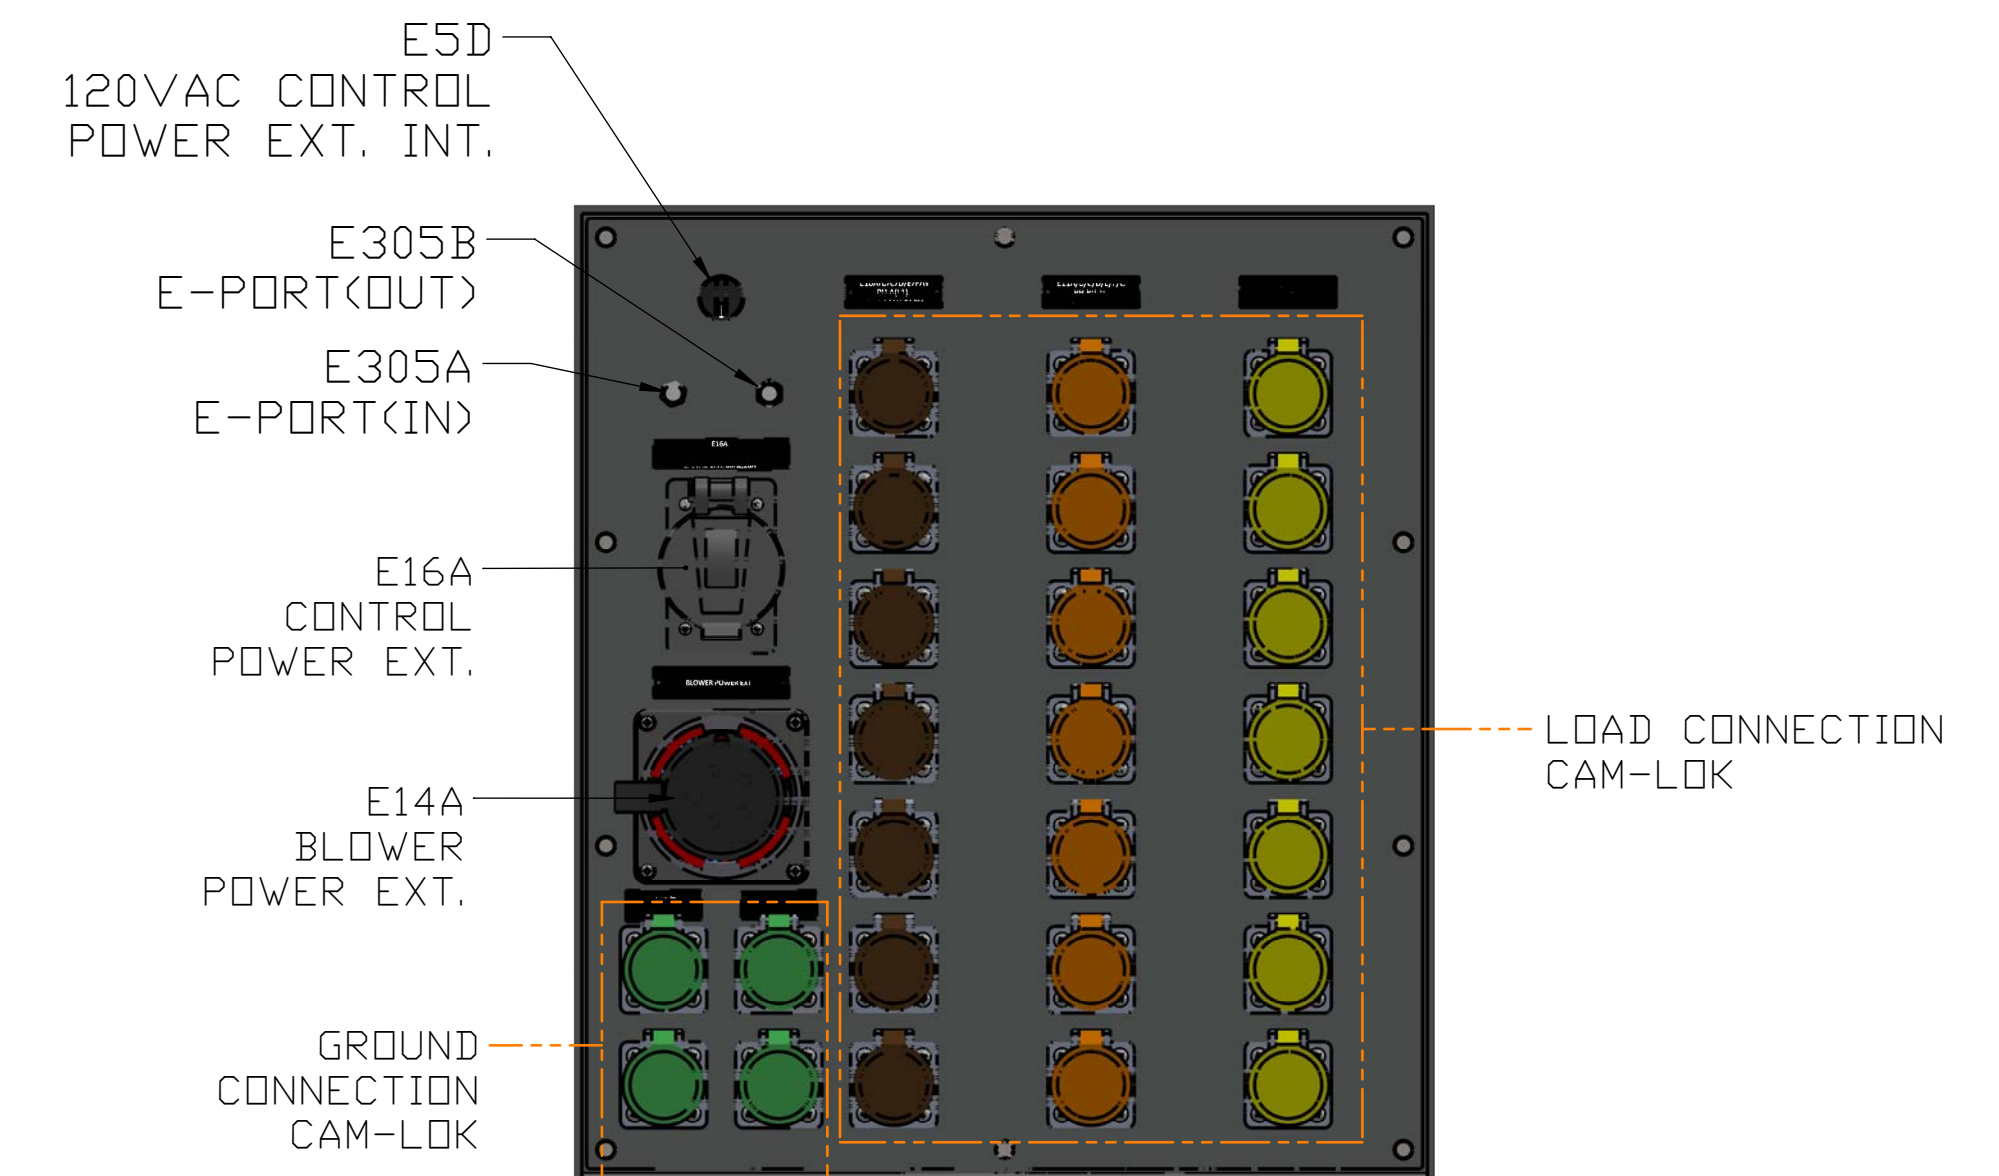 E5D
120VAC CONTROL
POWER EXT. INT.
E305B
E-PORT(OUT)
E305A
E-PORT(IN)
E16A
E16A
CONTROL
POWER EXT.
BLOWER POWER EXT
E14A
BLOWER
POWER EXT.
GROUND
CONNECTION
CAM-LOK
LOAD CONNECTION
CAM-LOK